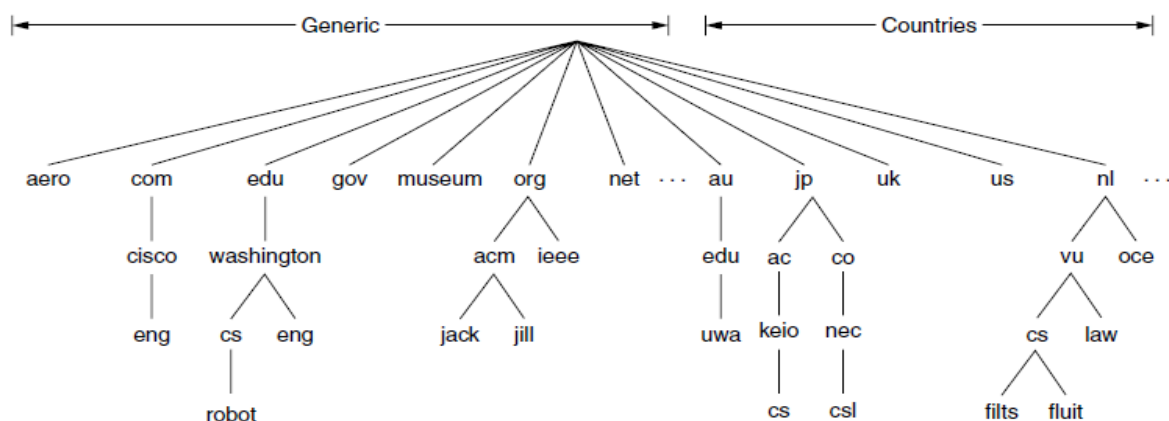 Generic Countries
aero com edu gov museum org net ... au jp uk us nl ...
cisco washington acm ieee edu ac co vu oce
eng cs eng jack jill uwa keio nec cs law
robot cs csl filts fluit